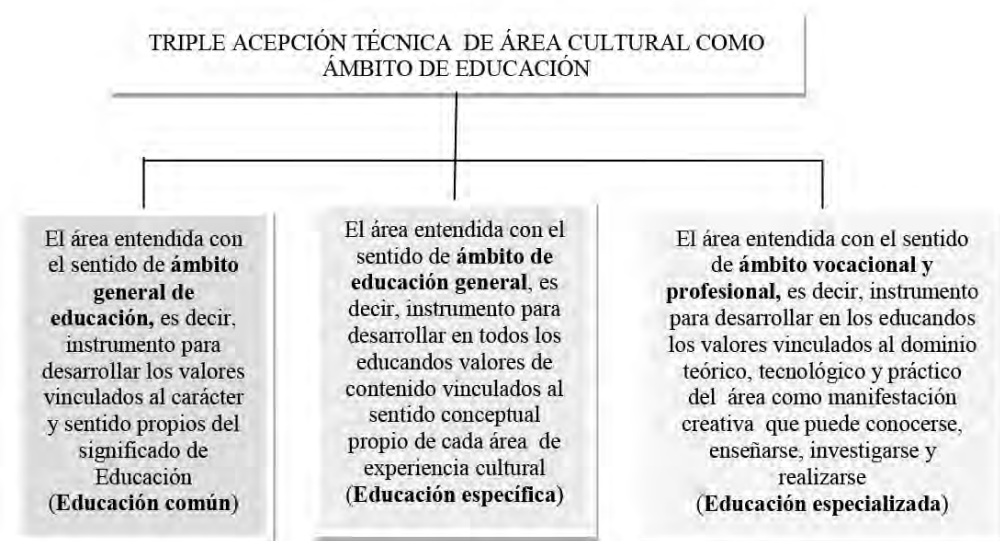 TRIPLE ACEPCIÓN TÉCNICA DE ÁREA CULTURAL COMO
ÁMBITO DE EDUCACIÓN
El área entendida con
el sentido de ámbito
general de
educación, es decir,
instrumento para
desarrollar los valores
vinculados al carácter
y sentido propios del
significado de
Educación
(Educación común)
El área entendida con el
sentido de ámbito de
educación general, es
decir, instrumento para
desarrollar en todos los
educandos valores de
contenido vinculados al
sentido conceptual
propio de cada área de
experiencia cultural
(Educación específica)
El área entendida con el sentido
de ámbito vocacional y
profesional, es decir, instrumento
para desarrollar en los educandos
los valores vinculados al dominio
teórico, tecnológico y práctico
del área como manifestación
creativa que puede conocerse,
enseñarse, investigarse y
realizarse
(Educación especializada)